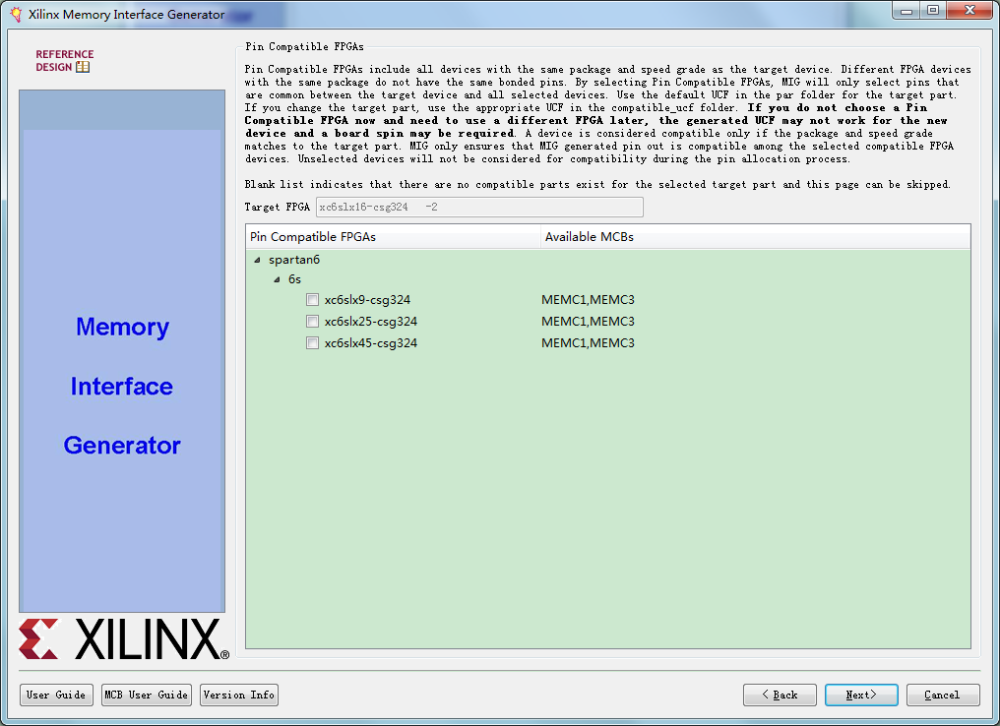 Xilinx Memory Interface Generator
REFERENCE
DESIGN
Memory
Interface
Generator
XILINX®
Pin Compatible FPGAs
Pin Compatible FPGAs include all devices with the same package and speed grade as the target device. Different FPGA devices
with the same package do not have the same bonded pins. By selecting Pin Compatible FPGAs, MIG will only select pins that
are common between the target device and all selected devices. Use the default UCF in the par folder for the target part.
If you change the target part, use the appropriate UCF in the compatible_ucf folder. If you do not choose a Pin
Compatible FPGA now and need to use a different FPGA later, the generated UCF may not work for the new
device and a board spin may be required. A device is considered compatible only if the package and speed grade
matches to the target part. MIG only ensures that MIG generated pin out is compatible among the selected compatible FPGA
devices. Unselected devices will not be considered for compatibility during the pin allocation process.
Blank list indicates that there are no compatible parts exist for the selected target part and this page can be skipped.
Target FPGA xc6slx16-csg324 -2
Pin Compatible FPGAs Available MCBs
spartan6
6s
xc6slx9-csg324 MEMC1,MEMC3
xc6slx25-csg324 MEMC1,MEMC3
xc6slx45-csg324 MEMC1,MEMC3
User Guide MCB User Guide Version Info < Back Next> Cancel